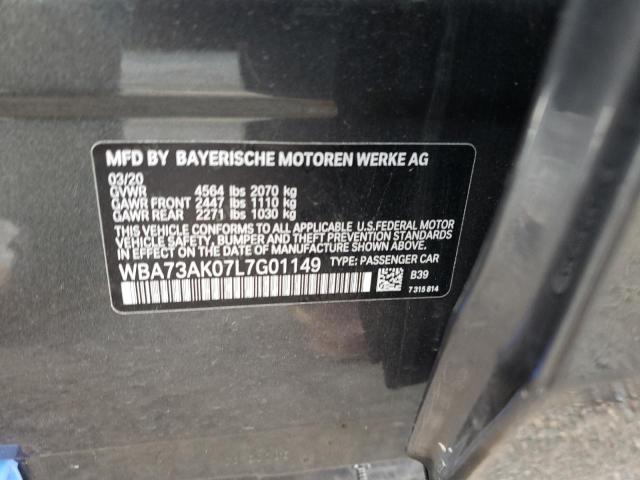 MFD BY BAYERISCHE MOTOREN WERKE AG
03/20
GVWR 4564 lbs 2070 kg
GAWR FRONT 2447 lbs 1110 kg
GAWR REAR 2271 lbs 1030 kg
THIS VEHICLE CONFORMS TO ALL APPLICABLE U.S.FEDERAL MOTOR
VEHICLE SAFETY, BUMPER, AND THEFT PREVENTION STANDARDS
IN EFFECT ON THE DATE OF MANUFACTURE SHOWN ABOVE.
WBA73AK07L7G01149 TYPE: PASSENGER CAR
B39
7 315 814